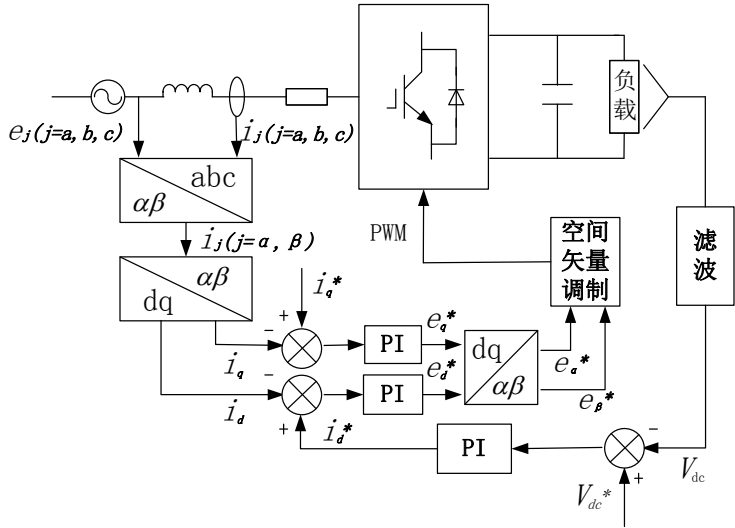 负
载
e_j(j=a,b,c)
i_j(j=a,b,c)
abc
αβ
PWM
空间
矢量
调制
滤
波
i_j(j=α,β)
αβ
dq
i_q*
+
-
PI
e_q*
dq
αβ
e_α*
i_q
-
PI
e_d*
e_β*
i_d
+
i_d*
PI
-
V_dc
+
V_dc*